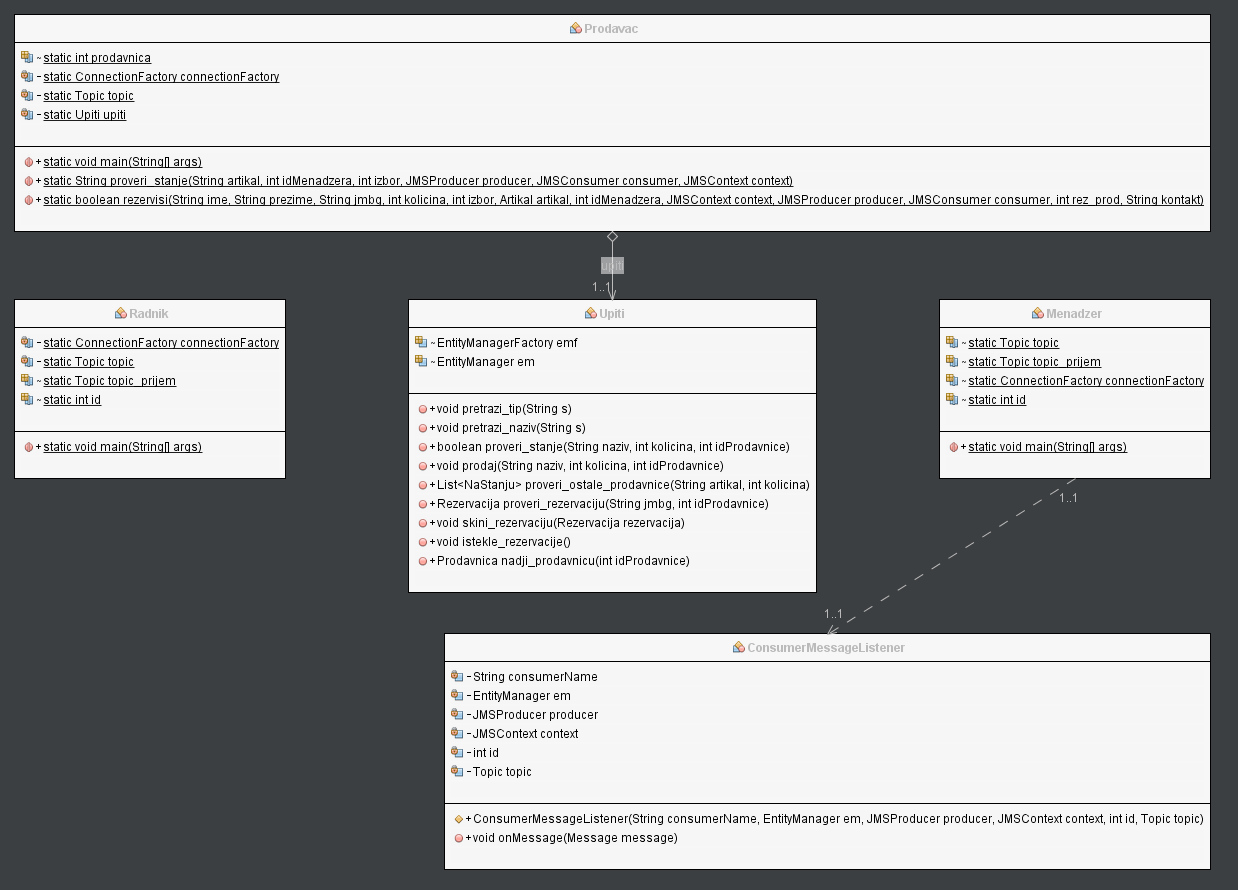 Prodavac
~static int prodavnica
-static ConnectionFactory connectionFactory
-static Topic topic
-static Upiti upiti
+static void main(String[] args)
+static String proveri_stanje(String artikal, int idMenadzera, int izbor, JMSProducer producer, JMSConsumer consumer, JMSContext context)
+static boolean rezervisi(String ime, String prezime, String jmbg, int kolicina, int izbor, Artikal artikal, int idMenadzera, JMSContext context, JMSProducer producer, JMSConsumer consumer, int rez_prod, String kontakt)
upiti
1..1
Radnik
-static ConnectionFactory connectionFactory
-static Topic topic
~static Topic topic_prijem
~static int id
+static void main(String[] args)
Upiti
~EntityManagerFactory emf
~EntityManager em
+void pretrazi_tip(String s)
+void pretrazi_naziv(String s)
+boolean proveri_stanje(String naziv, int kolicina, int idProdavnice)
+void prodaj(String naziv, int kolicina, int idProdavnice)
+List<NaStanju> proveri_ostale_prodavnice(String artikal, int kolicina)
+Rezervacija proveri_rezervaciju(String jmbg, int idProdavnice)
+void skini_rezervaciju(Rezervacija rezervacija)
+void istekle_rezervacije()
+Prodavnica nadji_prodavnicu(int idProdavnice)
Menadzer
~static Topic topic
~static Topic topic_prijem
~static ConnectionFactory connectionFactory
~static int id
+static void main(String[] args)
1..1
1..1
ConsumerMessageListener
-String consumerName
-EntityManager em
-JMSProducer producer
-JMSContext context
-int id
-Topic topic
+ConsumerMessageListener(String consumerName, EntityManager em, JMSProducer producer, JMSContext context, int id, Topic topic)
+void onMessage(Message message)